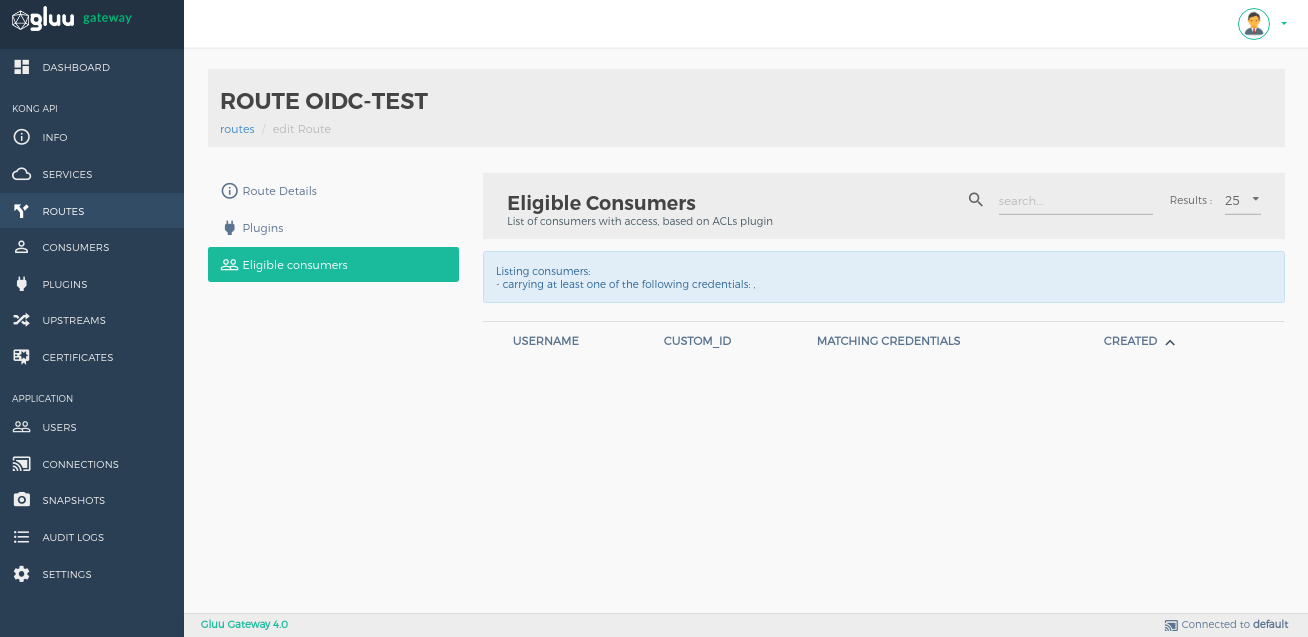 gluu gateway
DASHBOARD
KONG API
INFO
SERVICES
ROUTES
CONSUMERS
PLUGINS
UPSTREAMS
CERTIFICATES
APPLICATION
USERS
CONNECTIONS
SNAPSHOTS
AUDIT LOGS
SETTINGS
ROUTE OIDC-TEST
routes / edit Route
Route Details
Plugins
Eligible consumers
Eligible Consumers
List of consumers with access, based on ACLs plugin
search...
Results : 25
Listing consumers:
- carrying at least one of the following credentials: ,
USERNAME CUSTOM_ID MATCHING CREDENTIALS CREATED
Gluu Gateway 4.0
Connected to default